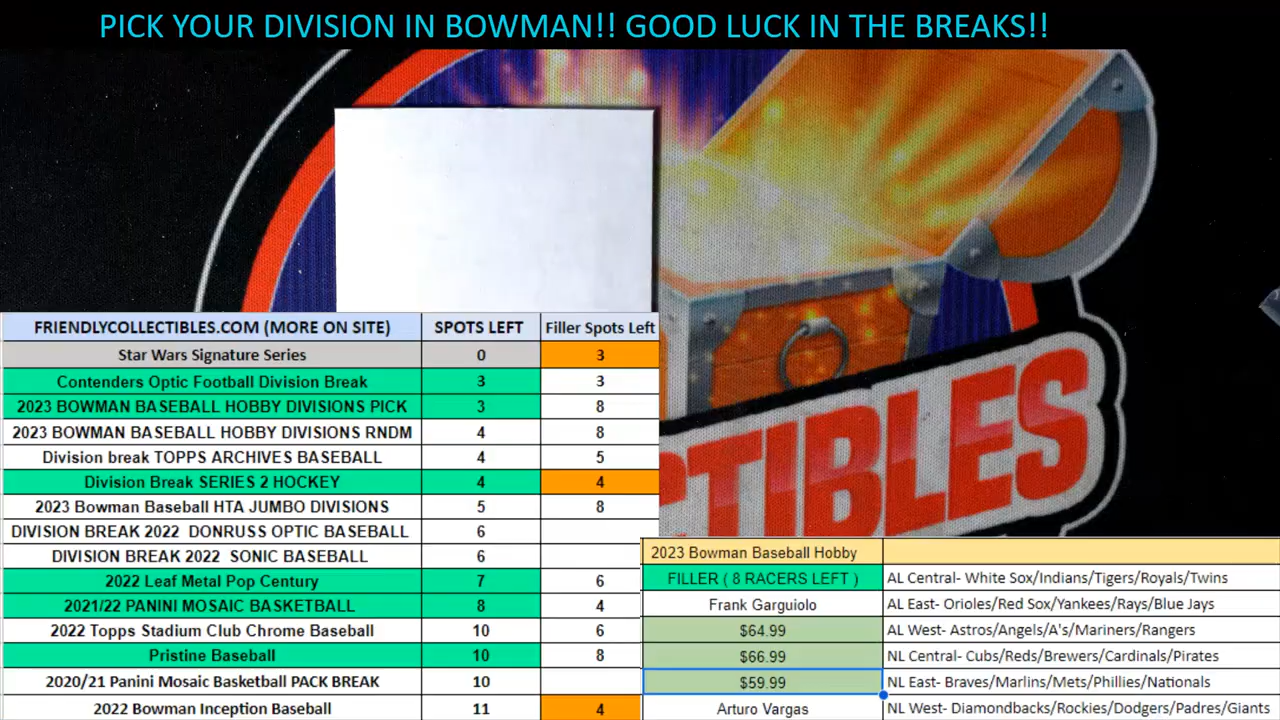 PICK YOUR DIVISION IN BOWMAN!! GOOD LUCK IN THE BREAKS!!
CTIBLES
FRIENDLYCOLLECTIBLES.COM (MORE ON SITE) SPOTS LEFT Filler Spots Left
Star Wars Signature Series 0 3
Contenders Optic Football Division Break 3 3
2023 BOWMAN BASEBALL HOBBY DIVISIONS PICK 3 8
2023 BOWMAN BASEBALL HOBBY DIVISIONS RNDM 4 8
Division break TOPPS ARCHIVES BASEBALL 4 5
Division Break SERIES 2 HOCKEY 4 4
2023 Bowman Baseball HTA JUMBO DIVISIONS 5 8
DIVISION BREAK 2022 DONRUSS OPTIC BASEBALL 6
DIVISION BREAK 2022 SONIC BASEBALL 6
2022 Leaf Metal Pop Century 7 6
2021/22 PANINI MOSAIC BASKETBALL 8 4
2022 Topps Stadium Club Chrome Baseball 10 6
Pristine Baseball 10 8
2020/21 Panini Mosaic Basketball PACK BREAK 10
2022 Bowman Inception Baseball 11 4
2023 Bowman Baseball Hobby
FILLER ( 8 RACERS LEFT ) AL Central- White Sox/Indians/Tigers/Royals/Twins
Frank Garguiolo AL East- Orioles/Red Sox/Yankees/Rays/Blue Jays
$64.99 AL West- Astros/Angels/A's/Mariners/Rangers
$66.99 NL Central- Cubs/Reds/Brewers/Cardinals/Pirates
$59.99 NL East- Braves/Marlins/Mets/Phillies/Nationals
Arturo Vargas NL West- Diamondbacks/Rockies/Dodgers/Padres/Giants